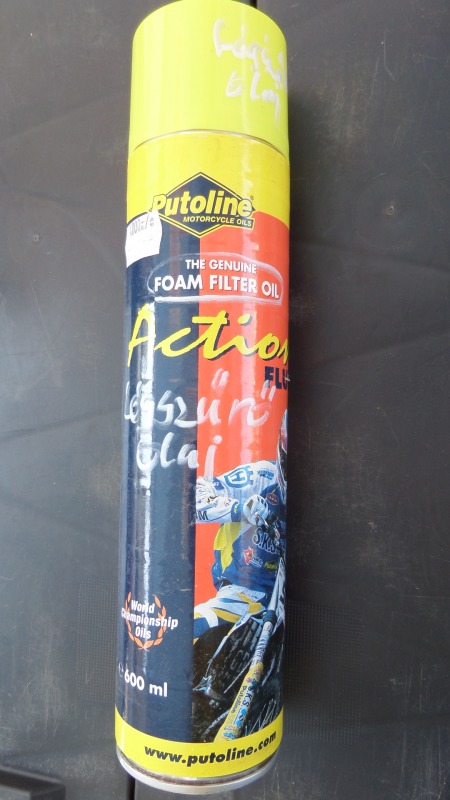 olaj
Putoline
MOTORCYCLE OILS
THE GENUINE
FOAM FILTER OIL
Action
Légszűrő
olaj
World
Championship
Oils
600 ml
www.putoline.com